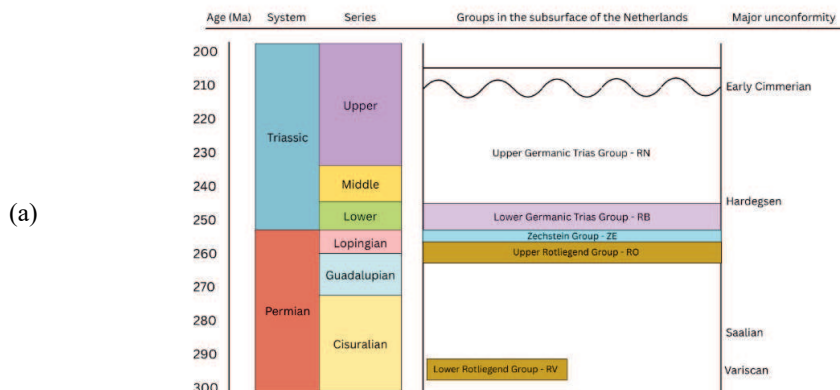 Age (Ma) System Series Groups in the subsurface of the Netherlands Major unconformity
200
210 Early Cimmerian
Upper
220
Triassic
230 Upper Germanic Trias Group - RN
240 Middle
Hardegsen
250 Lower Lower Germanic Trias Group - RB
(a)
Zechstein Group - ZE
260 Lopingian Upper Rotliegend Group - RO
Guadalupian
270
Permian
280
Saalian
Cisuralian
290
Lower Rotliegend Group - RV Variscan
300